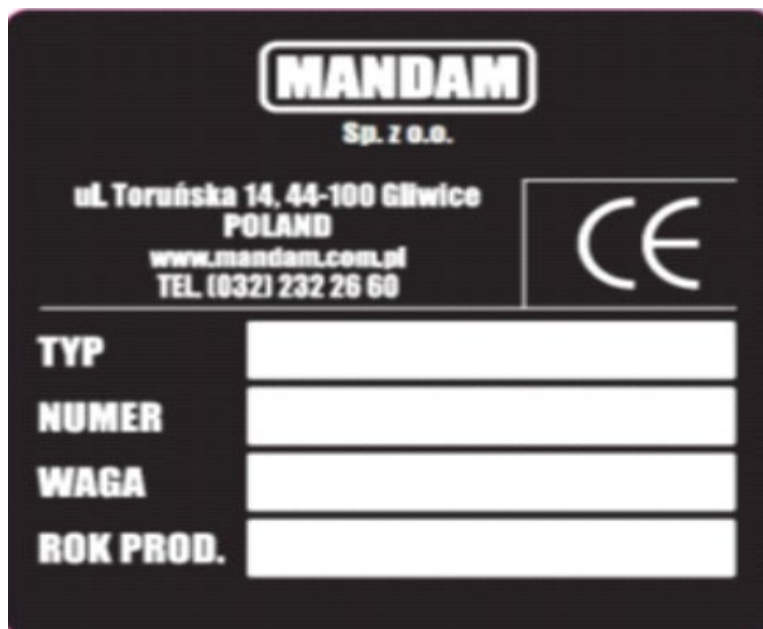 MANDAM
Sp. z o.o.
ul. Toruńska 14, 44-100 Gliwice
POLAND
www.mandam.com.pl
TEL. (032) 232 26 60
CE
TYP
NUMER
WAGA
ROK PROD.